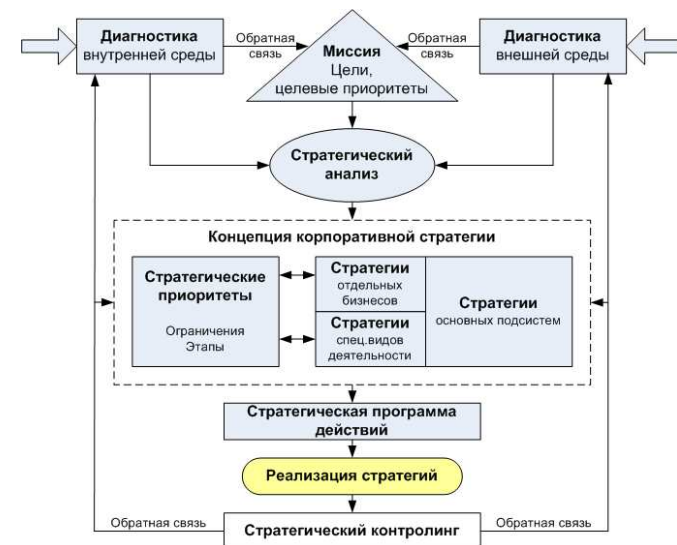 Диагностика
внутренней среды
Обратная
связь
Миссия
Цели,
целевые приоритеты
Обратная
связь
Диагностика
внешней среды
Стратегический
анализ
Концепция корпоративной стратегии
Стратегические
приоритеты
Ограничения
Этапы
Стратегии
отдельных
бизнесов
Стратегии
спец.видов
деятельности
Стратегии
основных подсистем
Стратегическая программа
действий
Реализация стратегий
Обратная связь
Стратегический контролинг
Обратная связь